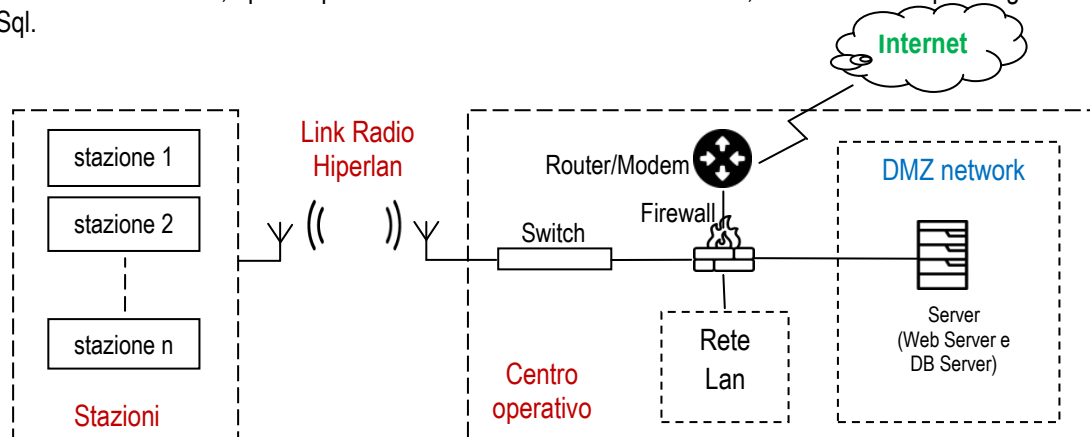 Sql.
Internet
Link Radio
Hiperlan
stazione 1
stazione 2
stazione n
Stazioni
Router/Modem
Firewall
Switch
DMZ network
Server
(Web Server e
DB Server)
Rete
Lan
Centro
operativo